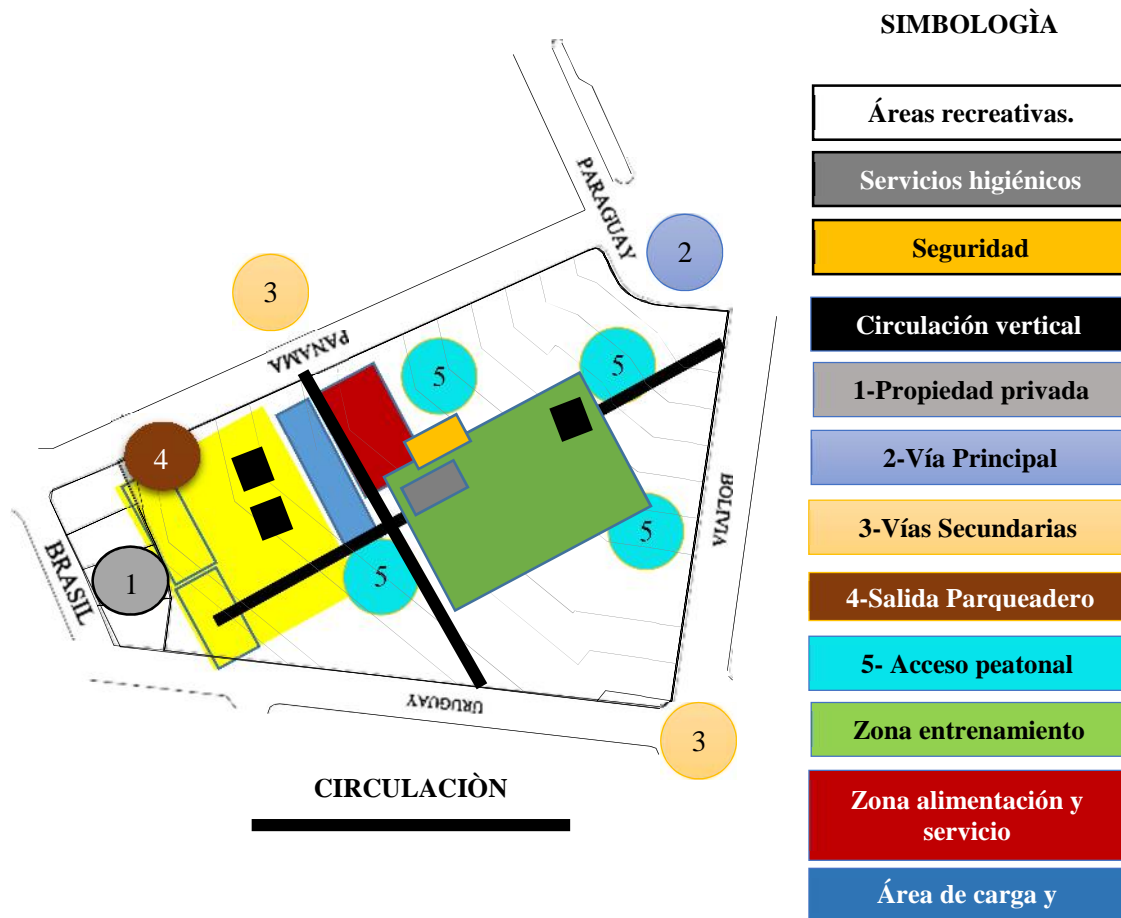 SIMBOLOGÌA
Áreas recreativas.
Servicios higiénicos
Seguridad
Circulación vertical
1-Propiedad privada
2-Vía Principal
3-Vías Secundarias
4-Salida Parqueadero
5- Acceso peatonal
Zona entrenamiento
Zona alimentación y
servicio
Área de carga y
PARAGUAY
2
3
PANAMA
5
5
4
BOLIVIA
5
5
BRASIL
1
URUGUAY
3
CIRCULACIÒN